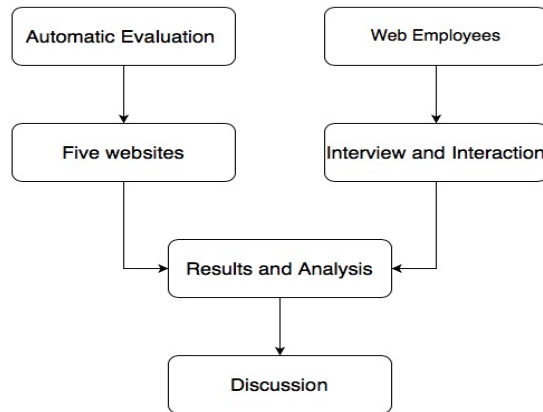 Automatic Evaluation
Web Employees
Five websites
Interview and Interaction
Results and Analysis
Discussion